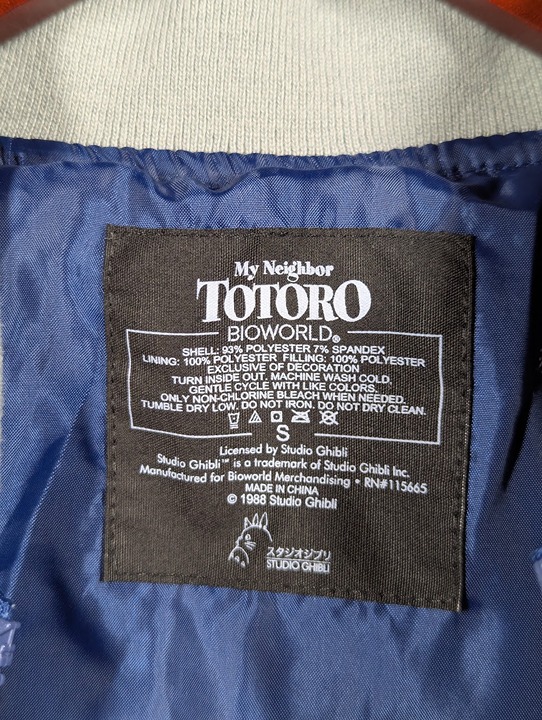 My Neighbor
TOTORO
BIOWORLD®
SHELL: 93% POLYESTER 7% SPANDEX
LINING: 100% POLYESTER FILLING: 100% POLYESTER
EXCLUSIVE OF DECORATION
TURN INSIDE OUT. MACHINE WASH COLD.
GENTLE CYCLE WITH LIKE COLORS.
ONLY NON-CHLORINE BLEACH WHEN NEEDED.
TUMBLE DRY LOW. DO NOT IRON. DO NOT DRY CLEAN.
S
Licensed by Studio Ghibli
Studio Ghibli™ is a trademark of Studio Ghibli Inc.
Manufactured for Bioworld Merchandising • RN#115665
MADE IN CHINA
© 1988 Studio Ghibli
スタジオジブリ
STUDIO GHIBLI